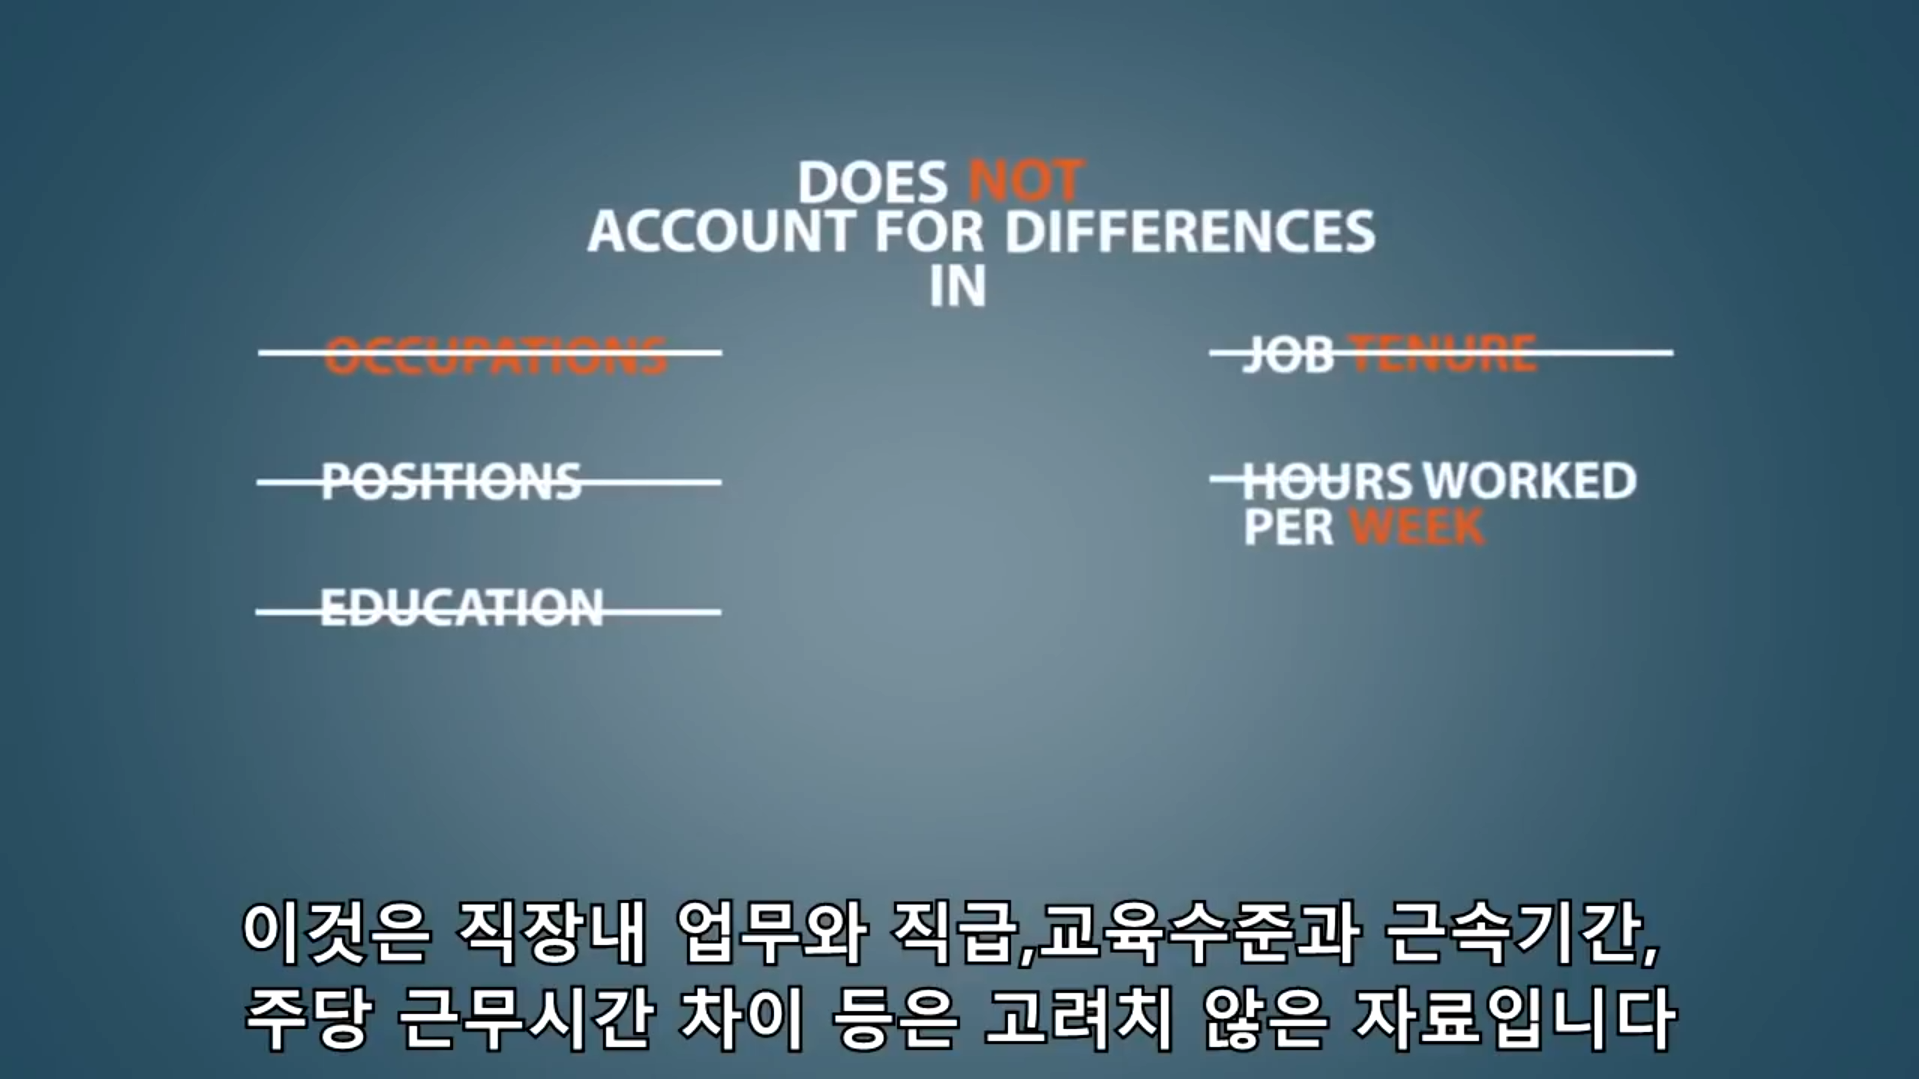 DOES NOT
ACCOUNT FOR DIFFERENCES
IN
OCCUPATIONS
POSITIONS
EDUCATION
JOB TENURE
HOURS WORKED
PER WEEK
이것은 직장내 업무와 직급,교육수준과 근속기간,
주당 근무시간 차이 등은 고려치 않은 자료입니다